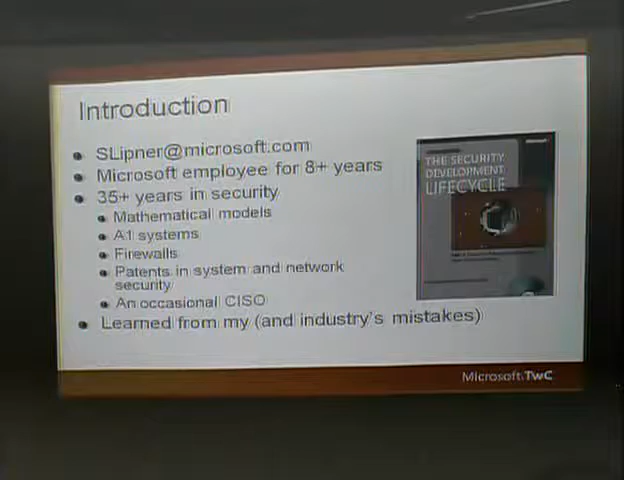 Introduction
SLipner@microsoft.com
Microsoft employee for 8+ years
35+ years in security
Mathematical models
A1 systems
Firewalls
Patents in system and network
security
An occasional CISO
Learned from my (and industry's mistakes)
THE SECURITY
DEVELOPMENT
LIFECYCLE
Microsoft TwC